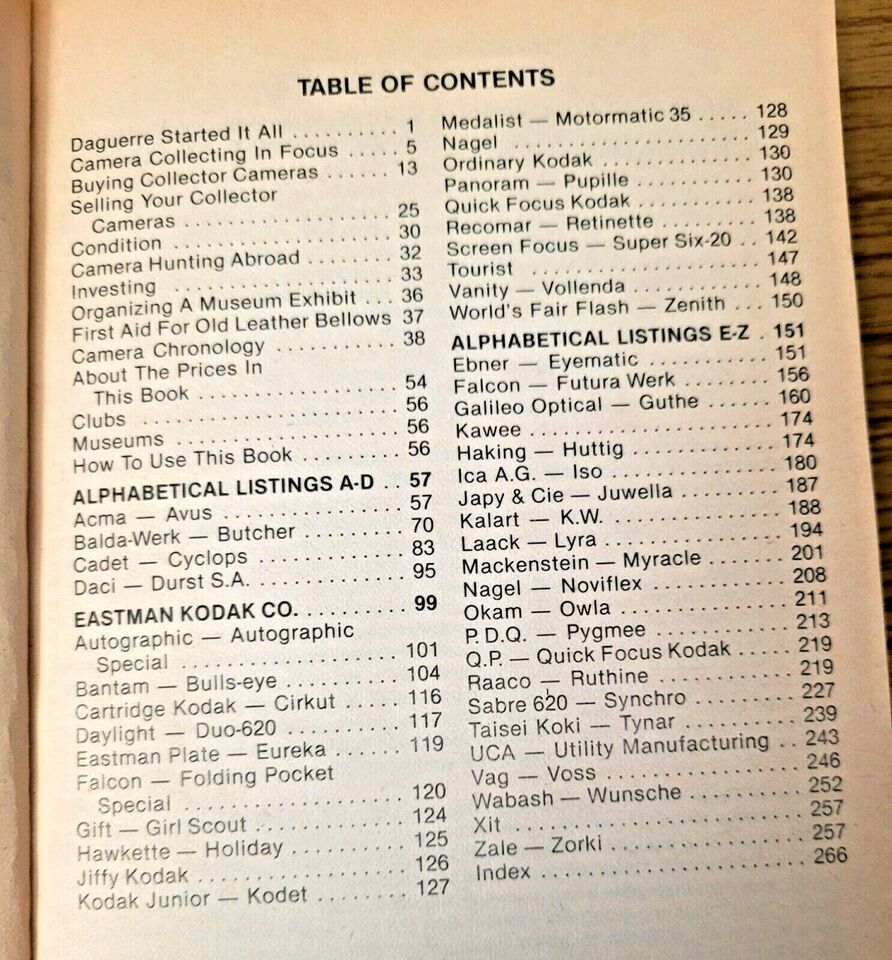 TABLE OF CONTENTS
Daguerre Started It All .......... 1
Camera Collecting In Focus ..... 5
Buying Collector Cameras ...... 13
Selling Your Collector
Cameras .................. 25
Condition .................... 30
Camera Hunting Abroad ........ 32
Investing .................... 33
Organizing A Museum Exhibit ... 36
First Aid For Old Leather Bellows 37
Camera Chronology ........... 38
About The Prices In
This Book .................. 54
Clubs ...................... 56
Museums .................... 56
How To Use This Book ......... 56
ALPHABETICAL LISTINGS A-D .. 57
Acma — Avus ................ 57
Balda-Werk — Butcher ........ 70
Cadet — Cyclops ............. 83
Daci — Durst S.A. ............. 95
EASTMAN KODAK CO. ......... 99
Autographic — Autographic
Special ................... 101
Bantam — Bulls-eye .......... 104
Cartridge Kodak — Cirkut ...... 116
Daylight — Duo-620 ........... 117
Eastman Plate — Eureka ...... 119
Falcon — Folding Pocket
Special ................... 120
Gift — Girl Scout ............. 124
Hawkette — Holiday .......... 125
Jiffy Kodak .................. 126
Kodak Junior — Kodet ........ 127
Medalist — Motormatic 35 ..... 128
Nagel ..................... 129
Ordinary Kodak .............. 130
Panoram — Pupille ........... 130
Quick Focus Kodak ........... 138
Recomar — Retinette ......... 138
Screen Focus — Super Six-20 .. 142
Tourist .................... 147
Vanity — Vollenda ............ 148
World's Fair Flash — Zenith ... 150
ALPHABETICAL LISTINGS E-Z . 151
Ebner — Eyematic ........... 151
Falcon — Futura Werk ........ 156
Galileo Optical — Guthe ...... 160
Kawee ..................... 174
Haking — Huttig ............. 174
Ica A.G. — Iso ............... 180
Japy & Cie — Juwella ......... 187
Kalart — K.W. ................ 188
Laack — Lyra ................ 194
Mackenstein — Myracle ....... 201
Nagel — Noviflex ............ 208
Okam — Owla ............... 211
P.D.Q. — Pygmee ............ 213
Q.P. — Quick Focus Kodak ..... 219
Raaco — Ruthine ............ 219
Sabre 620 — Synchro ......... 227
Taisei Koki — Tynar .......... 239
UCA — Utility Manufacturing .. 243
Vag — Voss ................. 246
Wabash — Wunsche .......... 252
Xit ........................ 257
Zale — Zorki ................ 257
Index ...................... 266